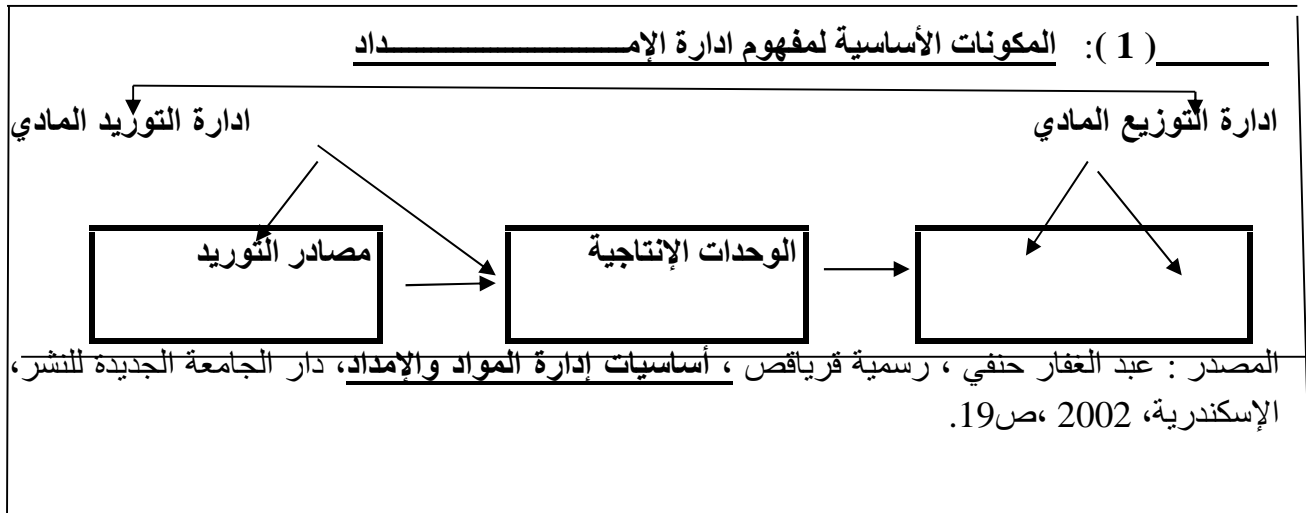 ( 1 ): المكونات الأساسية لمفهوم ادارة الإمــــــــــــــــــــــــداد
ادارة التوزيع المادي
ادارة التوريد المادي
مصادر التوريد
الوحدات الإنتاجية
المصدر : عبد الغفار حنفي ، رسمية قرياقص ، أساسيات إدارة المواد والإمداد، دار الجامعة الجديدة للنشر،
الإسكندرية، 2002 ،ص19.